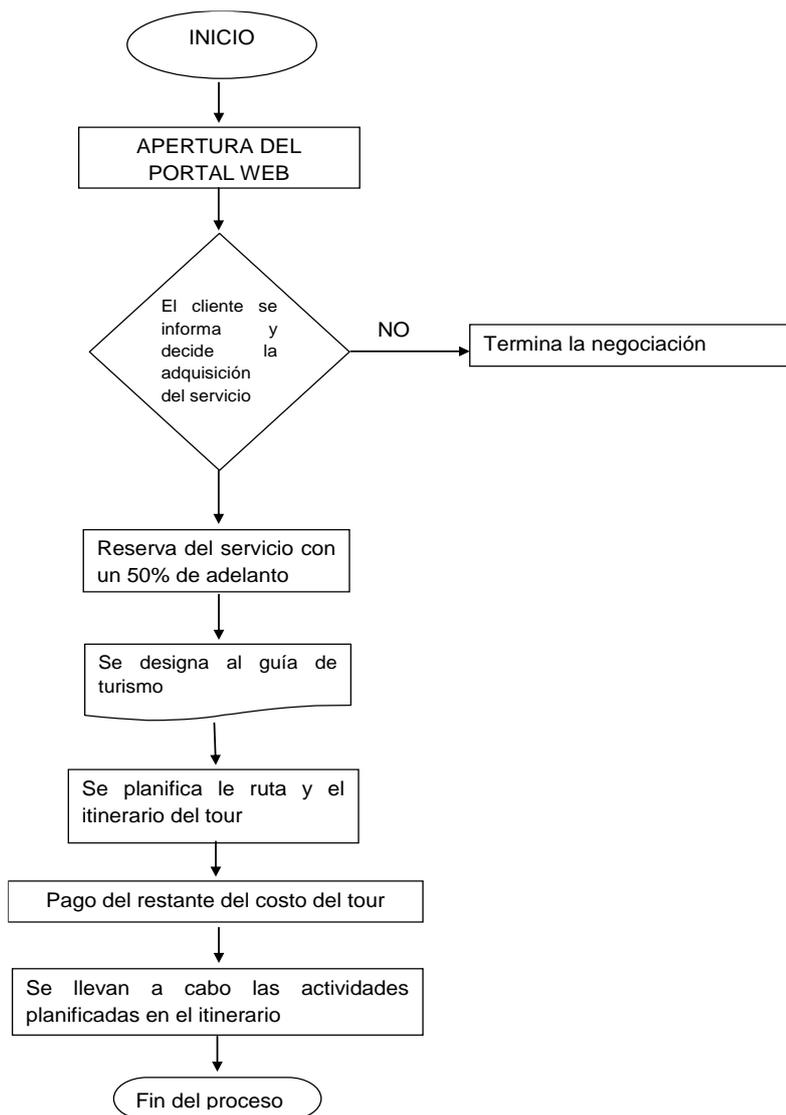 INICIO
APERTURA DEL
PORTAL WEB
El cliente se
informa y
decide la
adquisición
del servicio
NO
Termina la negociación
Reserva del servicio con
un 50% de adelanto
Se designa al guía de
turismo
Se planifica le ruta y el
itinerario del tour
Pago del restante del costo del tour
Se llevan a cabo las actividades
planificadas en el itinerario
Fin del proceso